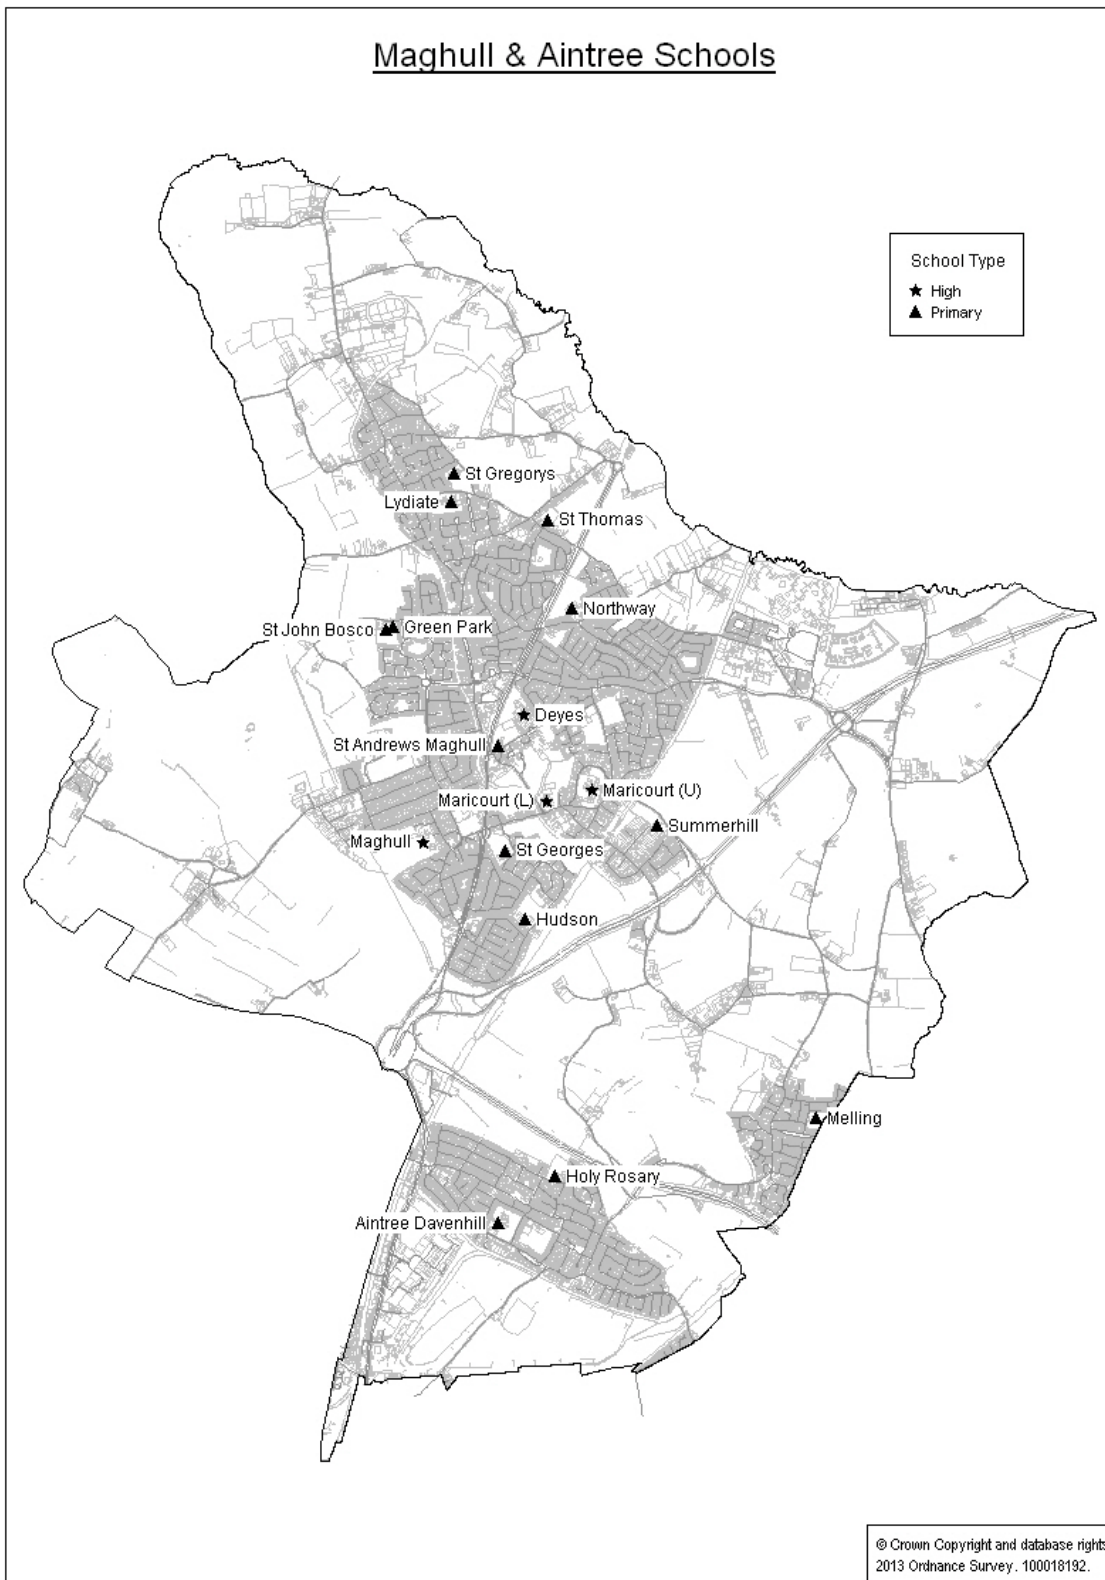 Maghull & Aintree Schools
School Type
High
Primary
St Gregorys
Lydiate
St Thomas
Northway
St John Bosco
Green Park
Deyes
St Andrews Maghull
Maricourt (U)
Maricourt (L)
Summerhill
Maghull
St Georges
Hudson
Melling
Holy Rosary
Aintree Davenhill
© Crown Copyright and database rights
2013 Ordnance Survey. 100018192.